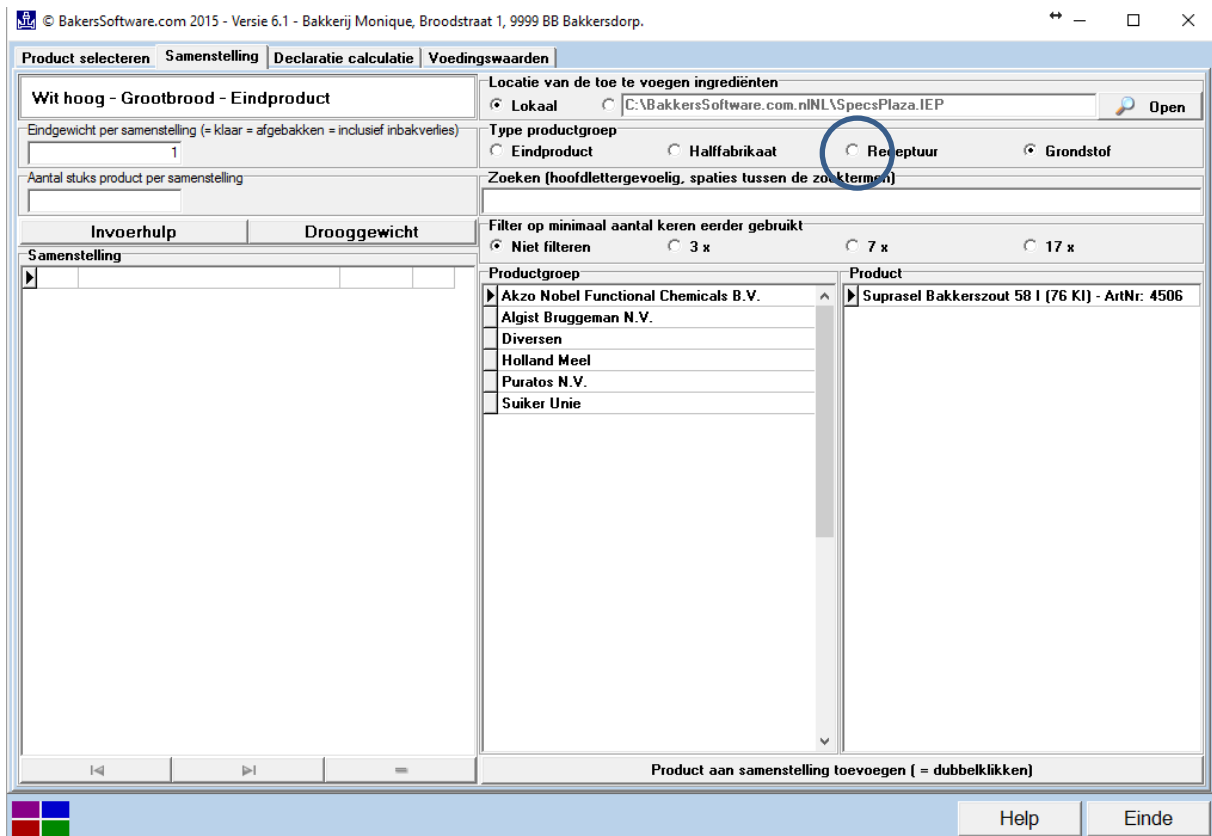 © BakersSoftware.com 2015 - Versie 6.1 - Bakkerij Monique, Broodstraat 1, 9999 BB Bakkersdorp.
Product selecteren Samenstelling Declaratie calculatie Voedingswaarden
Wit hoog - Grootbrood - Eindproduct
Eindgewicht per samenstelling (= klaar = afgebakken = inclusief inbakverlies)
1
Aantal stuks product per samenstelling
Invoerhulp Drooggewicht
Samenstelling
Locatie van de toe te voegen ingrediënten
Lokaal C:\BakkersSoftware.com.nlNL\SpecsPlaza.IEP Open
Type productgroep
Eindproduct Halffabrikaat Receptuur Grondstof
Zoeken (hoofdlettergevoelig, spaties tussen de zoektermen)
Filter op minimaal aantal keren eerder gebruikt
Niet filteren 3 x 7 x 17 x
Productgroep
Akzo Nobel Functional Chemicals B.V.
Algist Bruggeman N.V.
Diversen
Holland Meel
Puratos N.V.
Suiker Unie
Product
Suprasel Bakkerszout 58 I (76 KI) - ArtNr: 4506
Product aan samenstelling toevoegen ( = dubbelklikken)
Help Einde